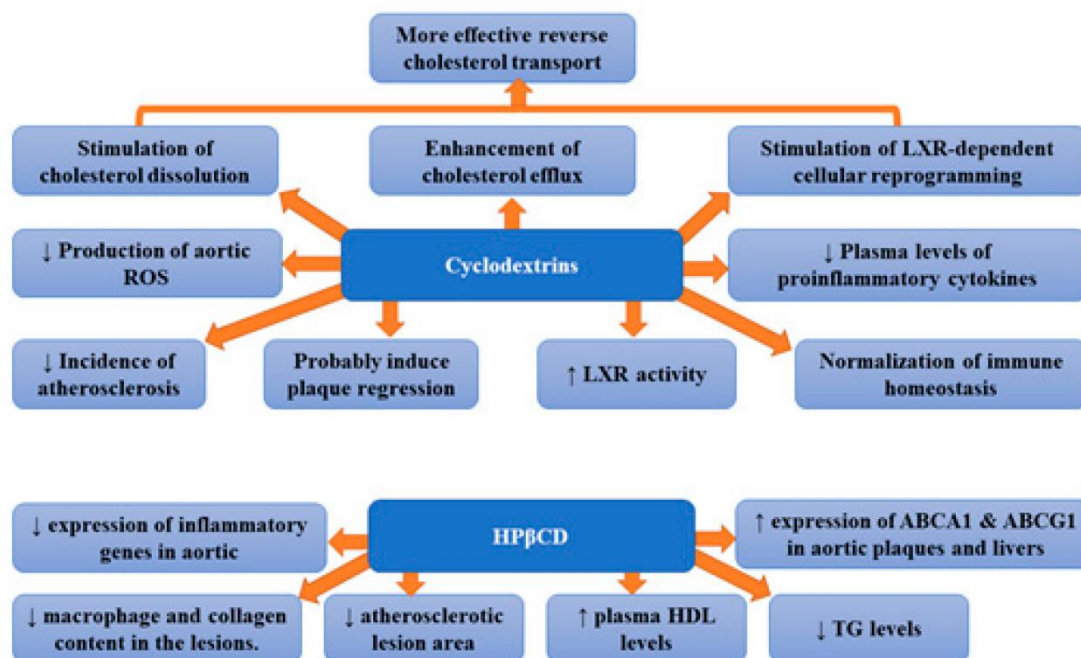 More effective reverse
cholesterol transport
Stimulation of
cholesterol dissolution
Enhancement of
cholesterol efflux
Stimulation of LXR-dependent
cellular reprogramming
↓ Production of aortic
ROS
Cyclodextrins
↓ Plasma levels of
proinflammatory cytokines
↓ Incidence of
atherosclerosis
Probably induce
plaque regression
↑ LXR activity
Normalization of immune
homeostasis
↓ expression of inflammatory
genes in aortic
HPβCD
↑ expression of ABCA1 & ABCG1
in aortic plaques and livers
↓ macrophage and collagen
content in the lesions.
↓ atherosclerotic
lesion area
↑ plasma HDL
levels
↓ TG levels